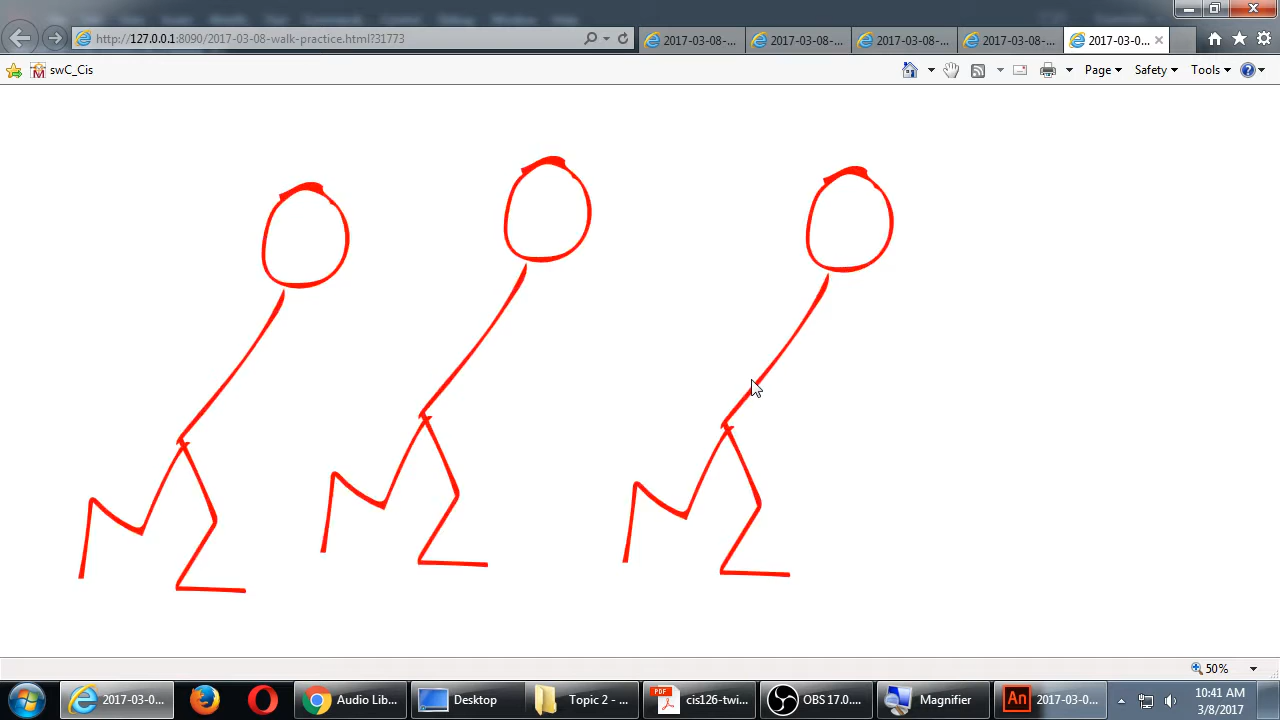 http://127.0.0.1:8090/2017-03-08-walk-practice.html?31773
2017-03-08-...
2017-03-08-...
2017-03-08-...
2017-03-08-...
2017-03-0...
swC_Cis
Page
Safety
Tools
50%
2017-03-0...
Audio Lib...
Desktop
Topic 2 - ...
PDF
cis126-twi...
OBS 17.0....
Magnifier
An
2017-03-0...
10:41 AM
3/8/2017